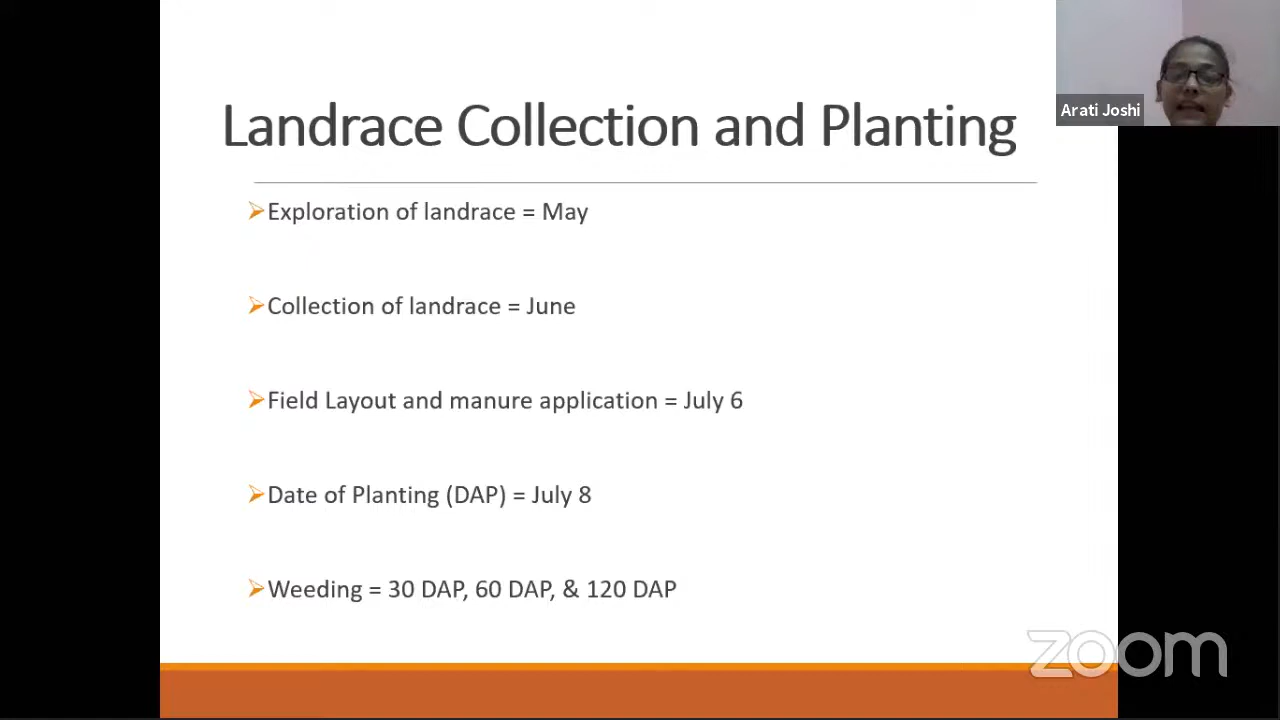 Landrace Collection and Planting
Arati Joshi
Exploration of landrace = May
Collection of landrace = June
Field Layout and manure application = July 6
Date of Planting (DAP) = July 8
Weeding = 30 DAP, 60 DAP, & 120 DAP
zoom